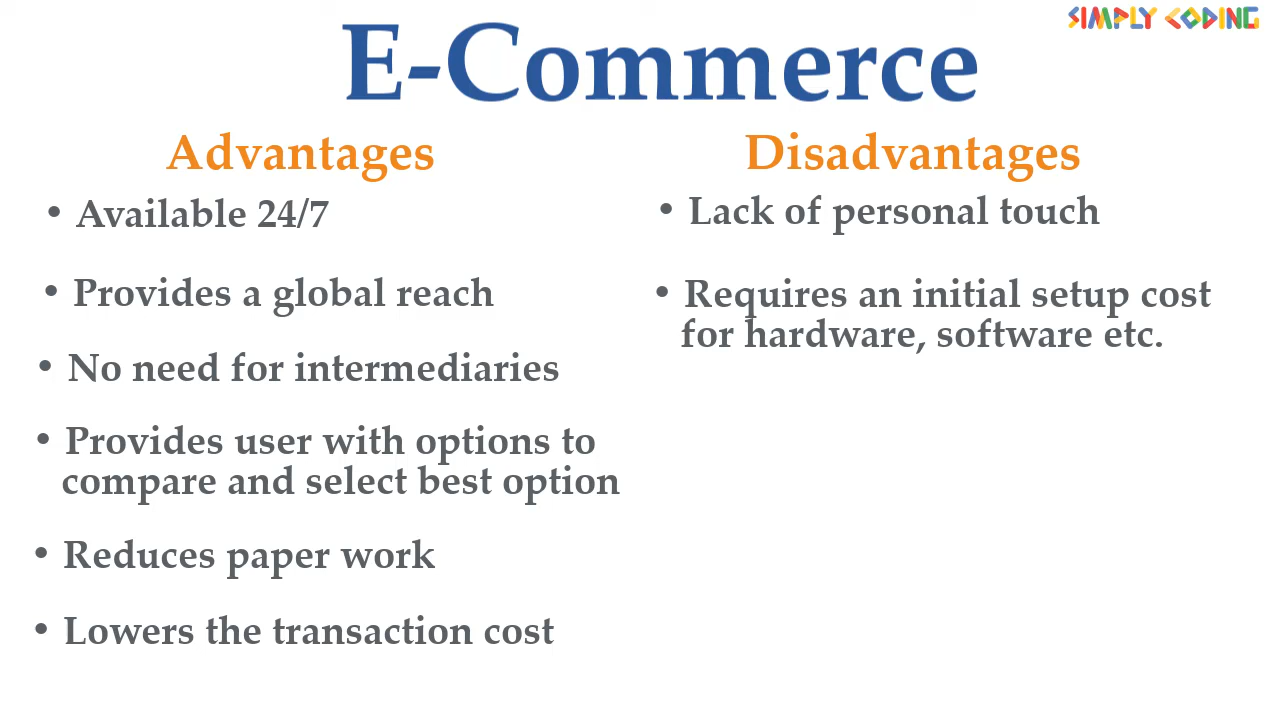 SIMPLY CODING
E-Commerce
Advantages
• Available 24/7
• Provides a global reach
• No need for intermediaries
• Provides user with options to
compare and select best option
• Reduces paper work
• Lowers the transaction cost
Disadvantages
• Lack of personal touch
• Requires an initial setup cost
for hardware, software etc.